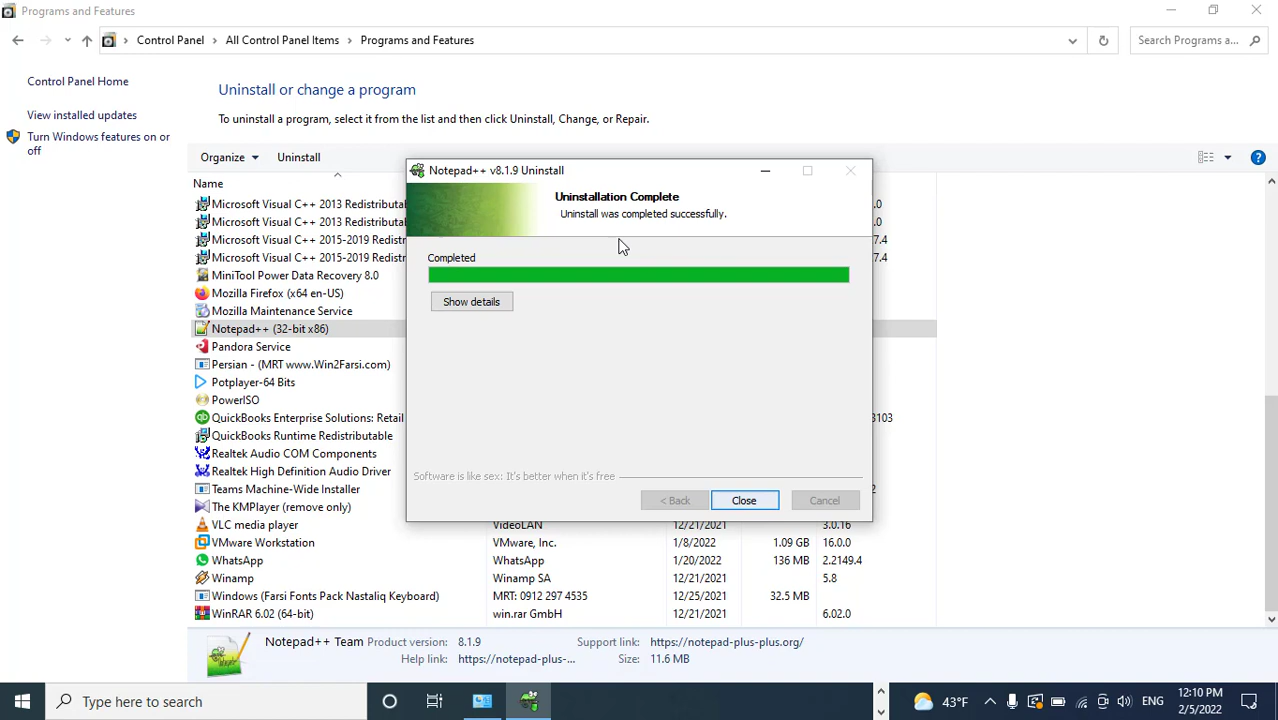 Programs and Features
Control Panel
All Control Panel Items
Programs and Features
Search Programs a...
Control Panel Home
View installed updates
Turn Windows features on or
off
Uninstall or change a program
To uninstall a program, select it from the list and then click Uninstall, Change, or Repair.
Organize
Uninstall
Name
Microsoft Visual C++ 2013 Redistributa
.0
Microsoft Visual C++ 2013 Redistributa
.0
Microsoft Visual C++ 2015-2019 Redistr
7.4
Microsoft Visual C++ 2015-2019 Redistr
7.4
MiniTool Power Data Recovery 8.0
Mozilla Firefox (x64 en-US)
Mozilla Maintenance Service
Notepad++ (32-bit x86)
Pandora Service
Persian - (MRT www.Win2Farsi.com)
Potplayer-64 Bits
PowerISO
QuickBooks Enterprise Solutions: Retail
3103
QuickBooks Runtime Redistributable
Realtek Audio COM Components
Realtek High Definition Audio Driver
Teams Machine-Wide Installer
2
The KMPlayer (remove only)
VLC media player VideoLAN 12/21/2021 3.0.16
VMware Workstation VMware, Inc. 1/8/2022 1.09 GB 16.0.0
WhatsApp WhatsApp 1/20/2022 136 MB 2.2149.4
Winamp Winamp SA 12/21/2021 5.8
Windows (Farsi Fonts Pack Nastaliq Keyboard) MRT: 0912 297 4535 12/25/2021 32.5 MB
WinRAR 6.02 (64-bit) win.rar GmbH 12/21/2021 6.02.0
Notepad++ v8.1.9 Uninstall
Uninstallation Complete
Uninstall was completed successfully.
Completed
Show details
Software is like sex: It's better when it's free
< Back
Close
Cancel
Notepad++ Team Product version: 8.1.9 Support link: https://notepad-plus-plus.org/
Help link: https://notepad-plus-... Size: 11.6 MB
Type here to search
43°F
ENG
12:10 PM
2/5/2022